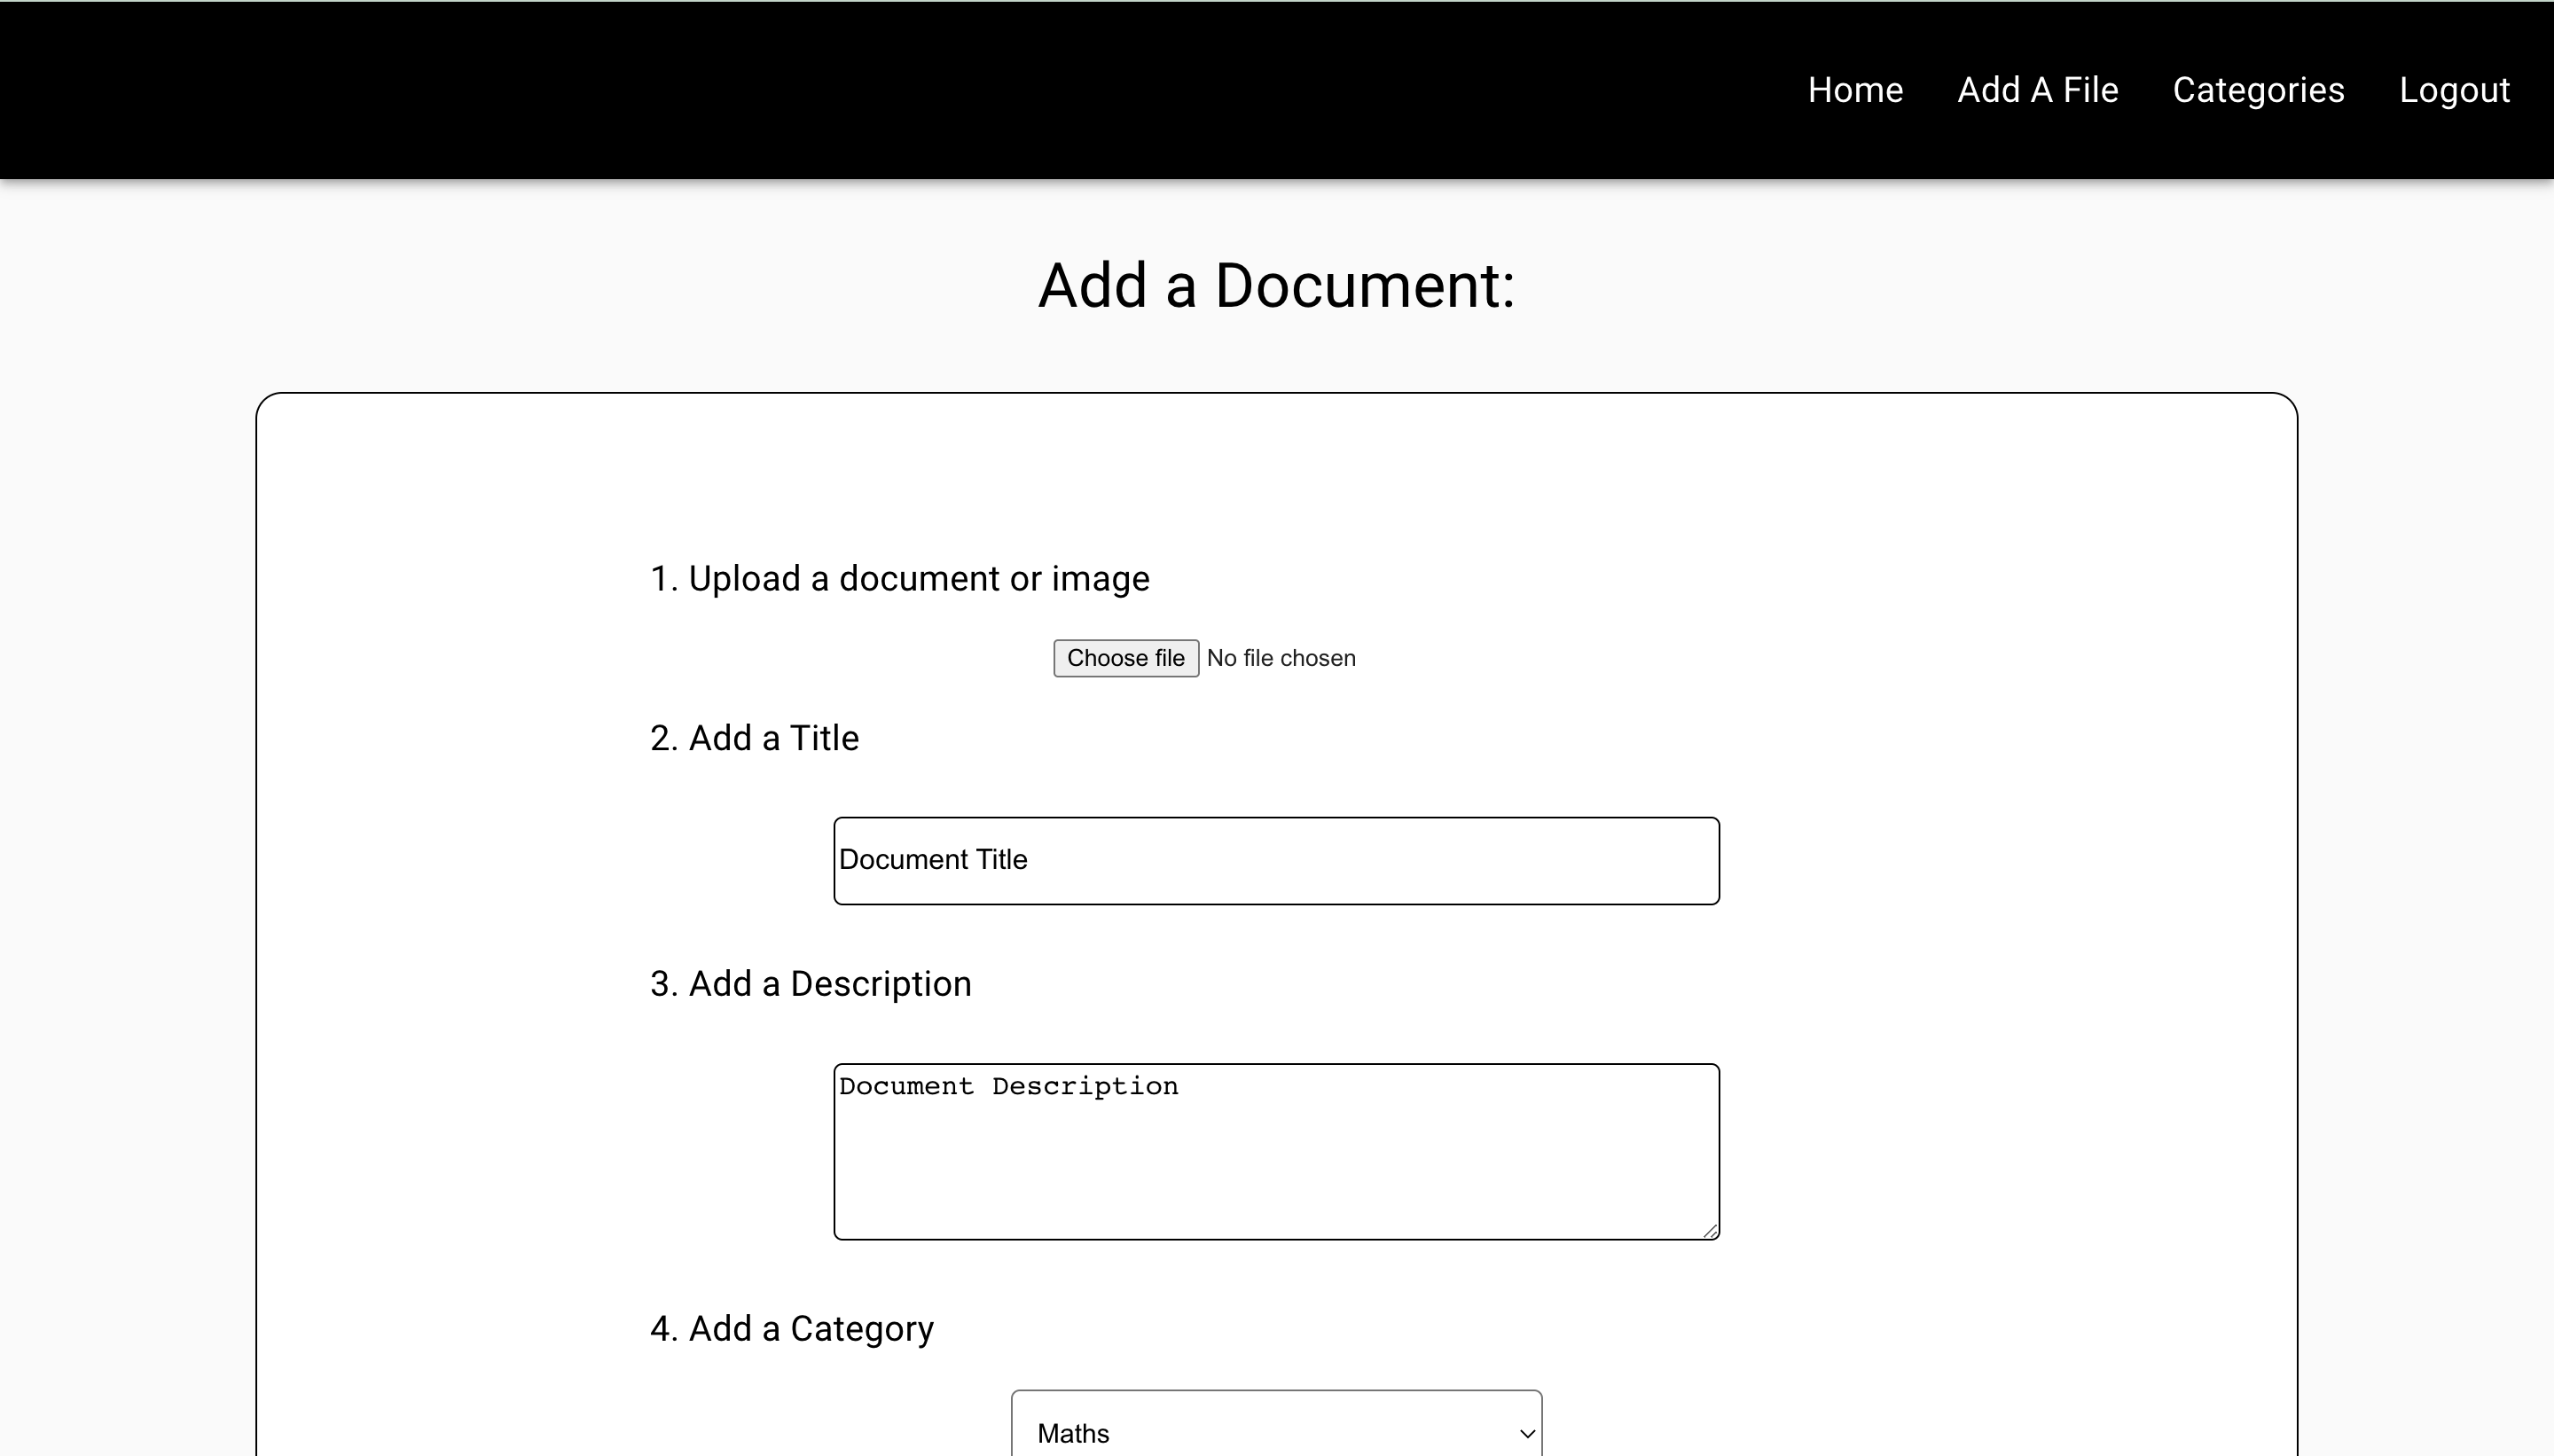 Home Add A File Categories Logout
Add a Document:
1. Upload a document or image
Choose file No file chosen
2. Add a Title
Document Title
3. Add a Description
Document Description
4. Add a Category
Maths